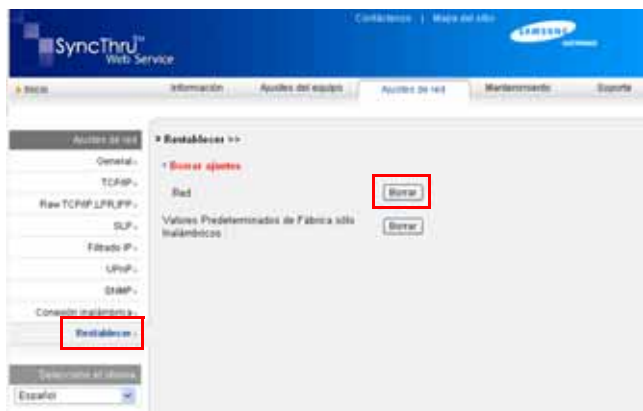 Contáctenos | Mapa del sitio
SAMSUNG
SyncThru™
Web Service
Inicio
Información
Ajustes del equipo
Ajustes de red
Mantenimiento
Soporte
Ajustes de red
General
TCP/IP
Raw TCP/IP,LPR,IPP
SLP
Filtrado IP
UPnP
SNMP
Conexión inalámbrica
Restablecer
Seleccione el idioma
Español
Restablecer >>
Borrar ajustes
Red
Borrar
Valores Predeterminados de Fábrica sólo
Inalámbricos
Borrar